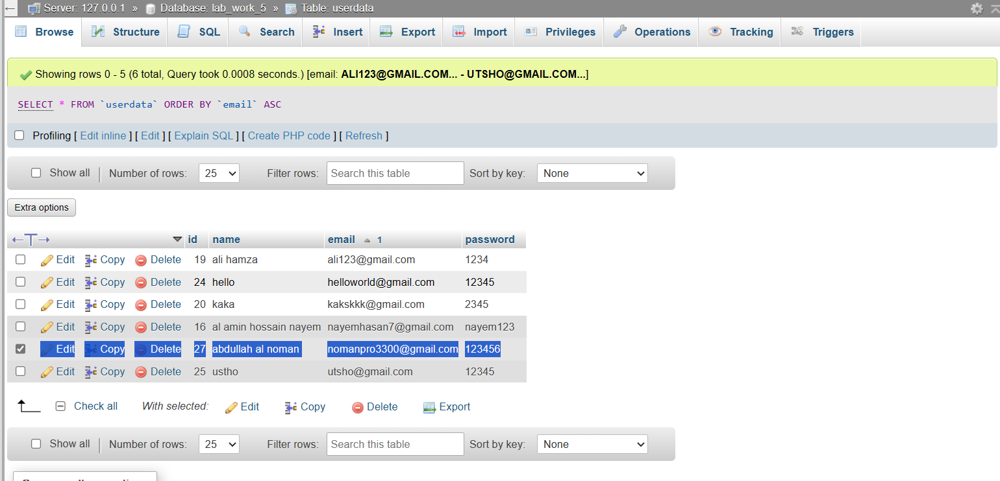 ← Server: 127.0.0.1 » Database: lab_work_5 » Table: userdata
Browse Structure SQL Search Insert Export Import Privileges Operations Tracking Triggers
Showing rows 0 - 5 (6 total, Query took 0.0008 seconds.) [email: ALI123@GMAIL.COM... - UTSHO@GMAIL.COM...]
SELECT * FROM `userdata` ORDER BY `email` ASC
Profiling [ Edit inline ] [ Edit ] [ Explain SQL ] [ Create PHP code ] [ Refresh ]
Show all | Number of rows: 25 Filter rows: Search this table Sort by key: None
Extra options
←T→ id name email 1 password
Edit Copy Delete 19 ali hamza ali123@gmail.com 1234
Edit Copy Delete 24 hello helloworld@gmail.com 12345
Edit Copy Delete 20 kaka kakskkk@gmail.com 2345
Edit Copy Delete 16 al amin hossain nayem nayemhasan7@gmail.com nayem123
Edit Copy Delete 27 abdullah al noman nomanpro3300@gmail.com 123456
Edit Copy Delete 25 ustho utsho@gmail.com 12345
Check all With selected: Edit Copy Delete Export
Show all | Number of rows: 25 Filter rows: Search this table Sort by key: None